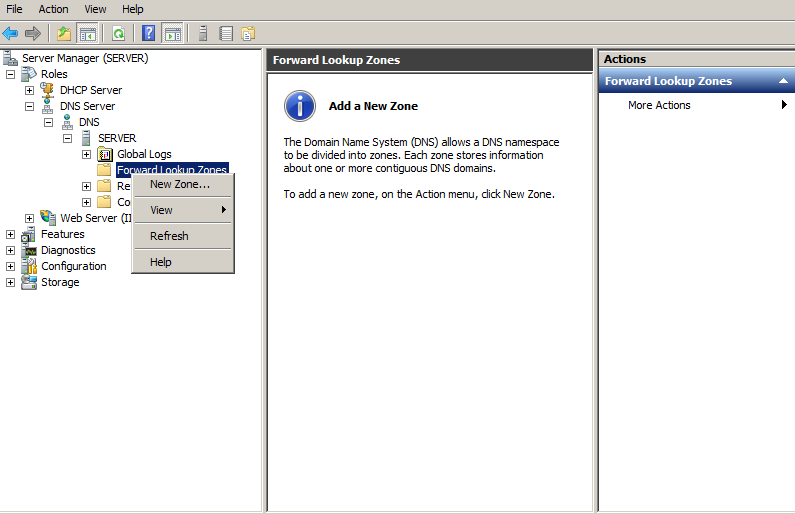 File Action View Help
Server Manager (SERVER)
Roles
DHCP Server
DNS Server
DNS
SERVER
Global Logs
Forward Lookup Zones
Re
Co
Web Server (II
Features
Diagnostics
Configuration
Storage
New Zone...
View
Refresh
Help
Forward Lookup Zones
Add a New Zone
The Domain Name System (DNS) allows a DNS namespace
to be divided into zones. Each zone stores information
about one or more contiguous DNS domains.
To add a new zone, on the Action menu, click New Zone.
Actions
Forward Lookup Zones
More Actions